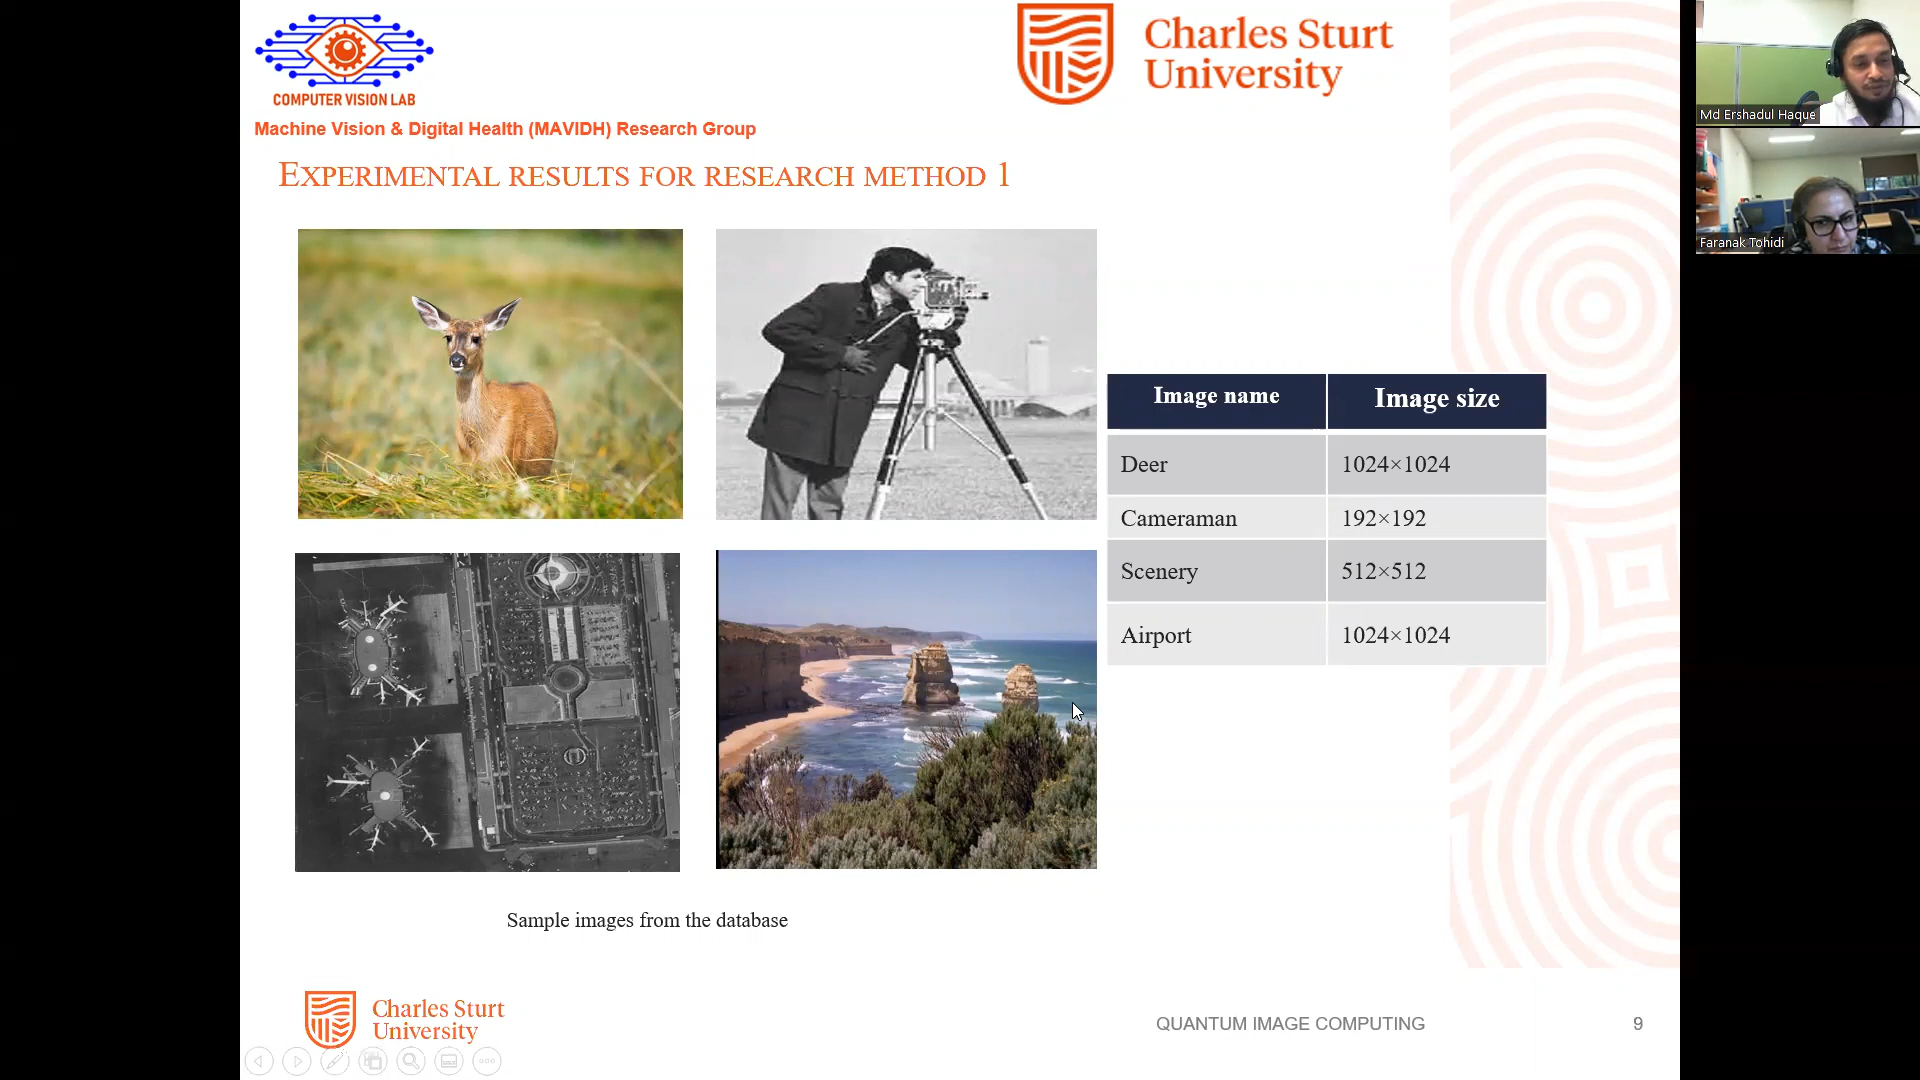 COMPUTER VISION LAB
Charles Sturt
University
Machine Vision & Digital Health (MAVIDH) Research Group
EXPERIMENTAL RESULTS FOR RESEARCH METHOD 1
Image name Image size
Deer 1024×1024
Cameraman 192×192
Scenery 512×512
Airport 1024×1024
Sample images from the database
Charles Sturt
University
QUANTUM IMAGE COMPUTING 9
Md Ershadul Haque
Faranak Tohidi